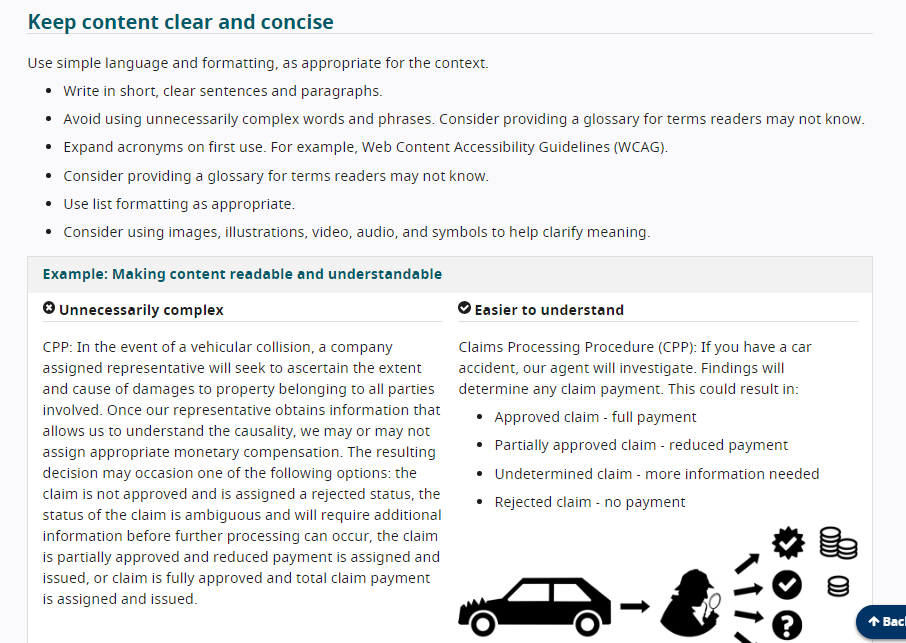 Keep content clear and concise
Use simple language and formatting, as appropriate for the context.
Write in short, clear sentences and paragraphs.
Avoid using unnecessarily complex words and phrases. Consider providing a glossary for terms readers may not know.
Expand acronyms on first use. For example, Web Content Accessibility Guidelines (WCAG).
Consider providing a glossary for terms readers may not know.
Use list formatting as appropriate.
Consider using images, illustrations, video, audio, and symbols to help clarify meaning.
Example: Making content readable and understandable
Unnecessarily complex
CPP: In the event of a vehicular collision, a company
assigned representative will seek to ascertain the extent
and cause of damages to property belonging to all parties
involved. Once our representative obtains information that
allows us to understand the causality, we may or may not
assign appropriate monetary compensation. The resulting
decision may occasion one of the following options: the
claim is not approved and is assigned a rejected status, the
status of the claim is ambiguous and will require additional
information before further processing can occur, the claim
is partially approved and reduced payment is assigned and
issued, or claim is fully approved and total claim payment
is assigned and issued.
Easier to understand
Claims Processing Procedure (CPP): If you have a car
accident, our agent will investigate. Findings will
determine any claim payment. This could result in:
Approved claim - full payment
Partially approved claim - reduced payment
Undetermined claim - more information needed
Rejected claim - no payment
?